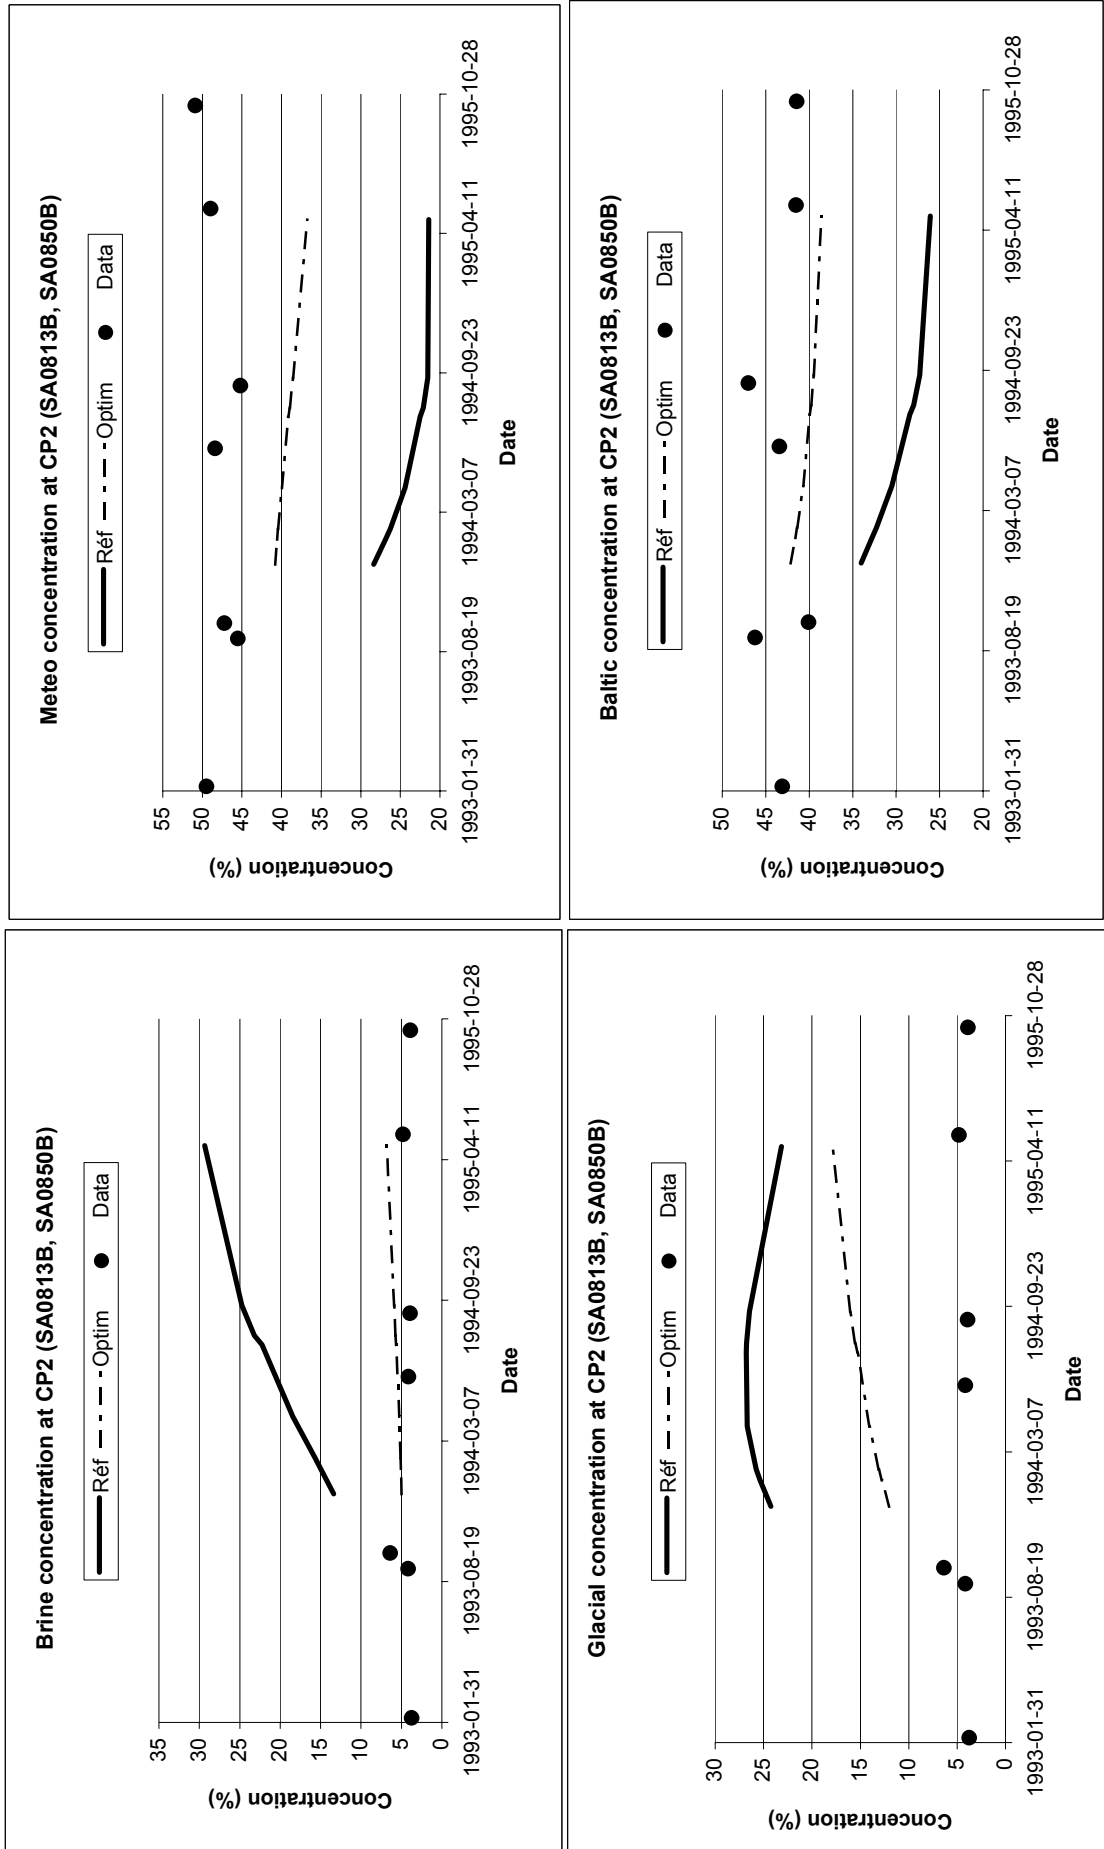 Brine concentration at CP2 (SA0813B, SA0850B)
Réf Optim Data
35
30
25
20
15
10
5
0
Concentration (%)
1993-01-31 1993-08-19 1994-03-07 1994-09-23 1995-04-11 1995-10-28
Date
Meteo concentration at CP2 (SA0813B, SA0850B)
Réf Optim Data
55
50
45
40
35
30
25
20
Concentration (%)
1993-01-31 1993-08-19 1994-03-07 1994-09-23 1995-04-11 1995-10-28
Date
Glacial concentration at CP2 (SA0813B, SA0850B)
Réf Optim Data
30
25
20
15
10
5
0
Concentration (%)
1993-01-31 1993-08-19 1994-03-07 1994-09-23 1995-04-11 1995-10-28
Date
Baltic concentration at CP2 (SA0813B, SA0850B)
Réf Optim Data
50
45
40
35
30
25
20
Concentration (%)
1993-01-31 1993-08-19 1994-03-07 1994-09-23 1995-04-11 1995-10-28
Date